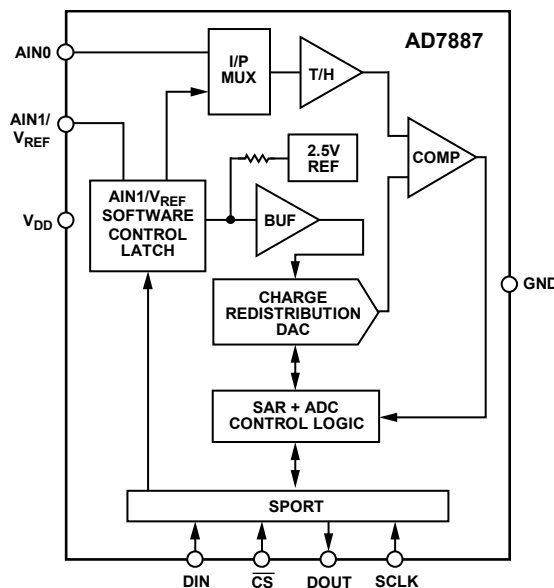 AD7887
AIN0
I/P
MUX
T/H
AIN1/
VREF
COMP
2.5V
REF
AIN1/VREF
SOFTWARE
CONTROL
LATCH
BUF
VDD
GND
CHARGE
REDISTRIBUTION
DAC
SAR + ADC
CONTROL LOGIC
SPORT
DIN
CS
DOUT
SCLK